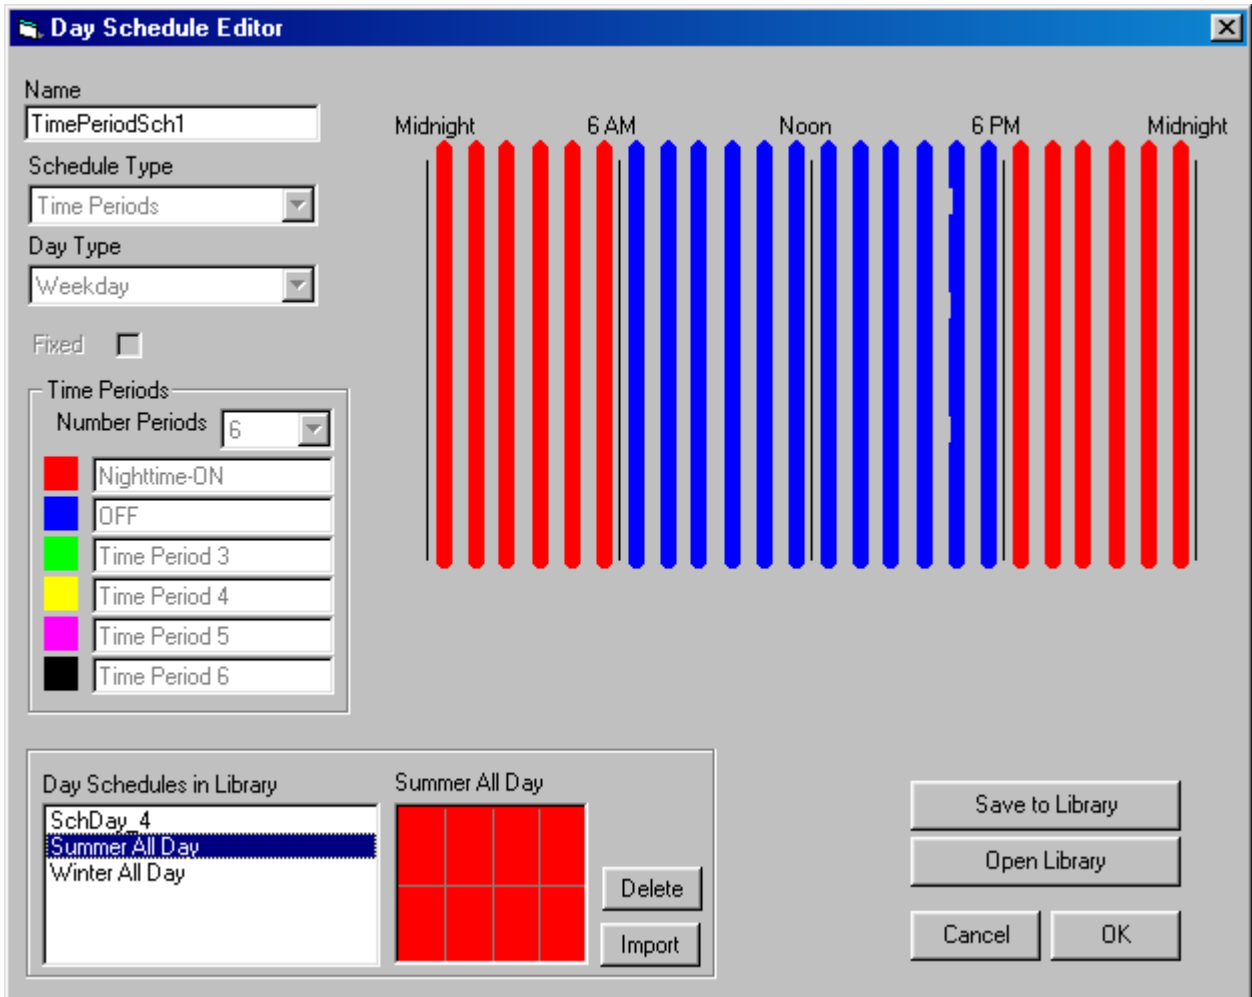 Day Schedule Editor
Name
TimePeriodSch1
Schedule Type
Time Periods
Day Type
Weekday
Fixed
Time Periods
Number Periods 6
Nighttime-ON
OFF
Time Period 3
Time Period 4
Time Period 5
Time Period 6
Midnight 6 AM Noon 6 PM Midnight
Day Schedules in Library
SchDay_4
Summer All Day
Winter All Day
Summer All Day
Delete
Import
Save to Library
Open Library
Cancel OK